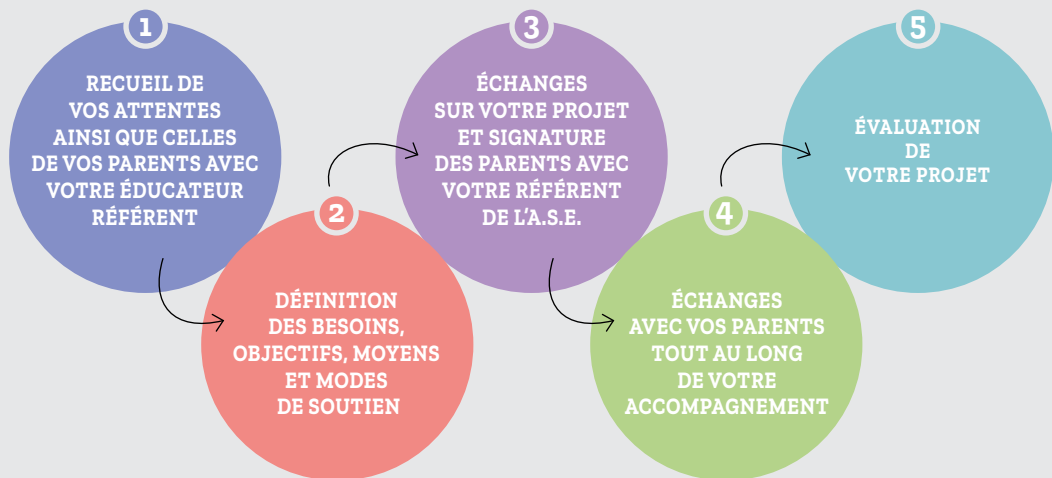 1
RECUEIL DE
VOS ATTENTES
AINSI QUE CELLES
DE VOS PARENTS AVEC
VOTRE ÉDUCATEUR
RÉFÉRENT
2
DÉFINITION
DES BESOINS,
OBJECTIFS, MOYENS
ET MODES
DE SOUTIEN
3
ÉCHANGES
SUR VOTRE PROJET
ET SIGNATURE
DES PARENTS AVEC
VOTRE RÉFÉRENT
DE L'A.S.E.
4
ÉCHANGES
AVEC VOS PARENTS
TOUT AU LONG
DE VOTRE
ACCOMPAGNEMENT
5
ÉVALUATION
DE
VOTRE PROJET